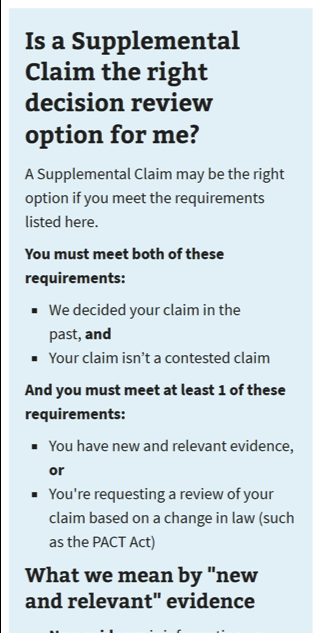 Is a Supplemental
Claim the right
decision review
option for me?
A Supplemental Claim may be the right
option if you meet the requirements
listed here.
You must meet both of these
requirements:
▪ We decided your claim in the
past, and
▪ Your claim isn’t a contested claim
And you must meet at least 1 of these
requirements:
▪ You have new and relevant evidence,
or
▪ You're requesting a review of your
claim based on a change in law (such
as the PACT Act)
What we mean by "new
and relevant" evidence